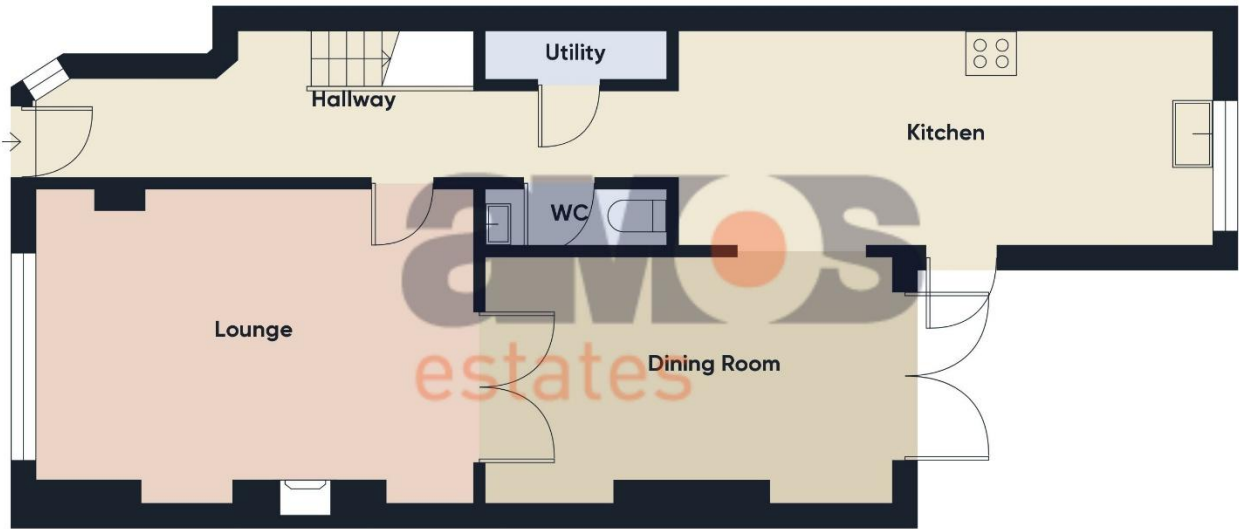 Utility
Hallway
Kitchen
WC
aMOS
Lounge
Dining Room
estates